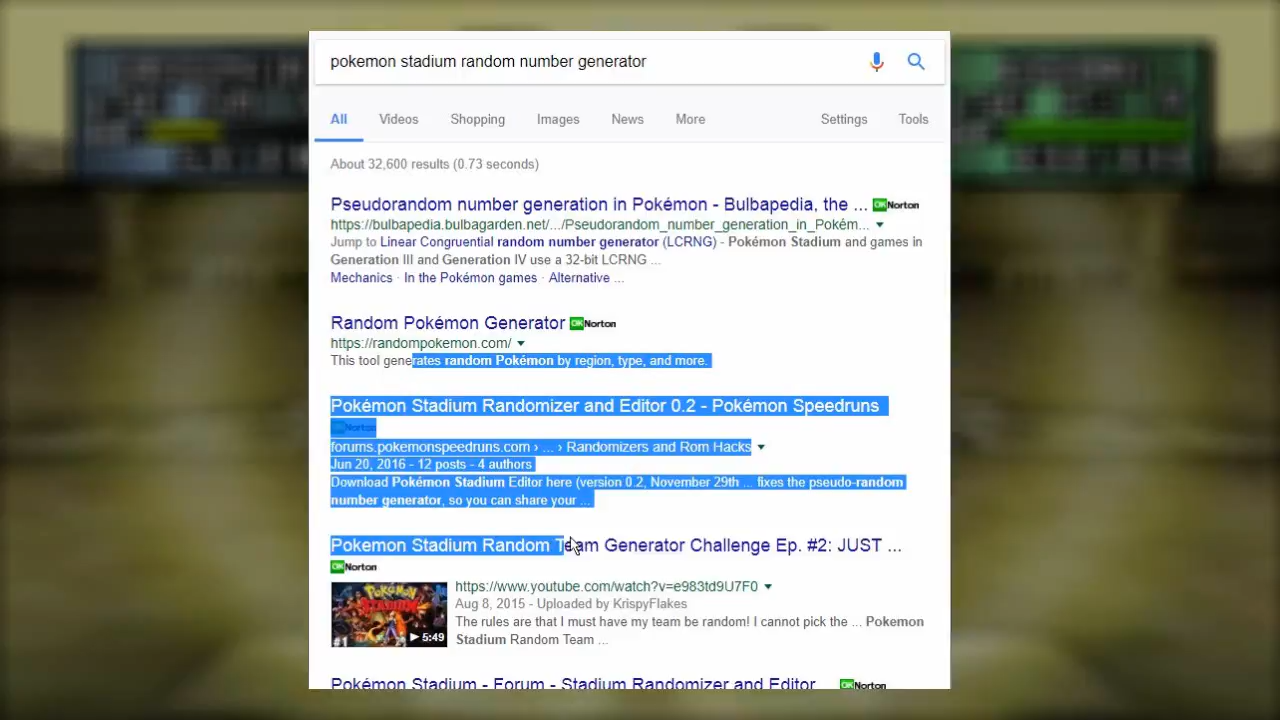 pokemon stadium random number generator
All Videos Shopping Images News More Settings Tools
About 32,600 results (0.73 seconds)
Pseudorandom number generation in Pokémon - Bulbapedia, the ... OK Norton
https://bulbapedia.bulbagarden.net/.../Pseudorandom_number_generation_in_Pokém...
Jump to Linear Congruential random number generator (LCRNG) - Pokémon Stadium and games in
Generation III and Generation IV use a 32-bit LCRNG ...
Mechanics · In the Pokémon games · Alternative ...
Random Pokémon Generator OK Norton
https://randompokemon.com/
This tool generates random Pokémon by region, type, and more.
Pokémon Stadium Randomizer and Editor 0.2 - Pokémon Speedruns
OK Norton
forums.pokemonspeedruns.com › ... › Randomizers and Rom Hacks
Jun 20, 2016 - 12 posts - 4 authors
Download Pokémon Stadium Editor here (version 0.2, November 29th ... fixes the pseudo-random
number generator, so you can share your ...
Pokemon Stadium Random Team Generator Challenge Ep. #2: JUST ...
OK Norton
POKéMON
STADIUM
#1
5:49
https://www.youtube.com/watch?v=e983td9U7F0
Aug 8, 2015 - Uploaded by KrispyFlakes
The rules are that I must have my team be random! I cannot pick the ... Pokemon
Stadium Random Team ...
Pokémon Stadium - Forum - Stadium Randomizer and Editor OK Norton